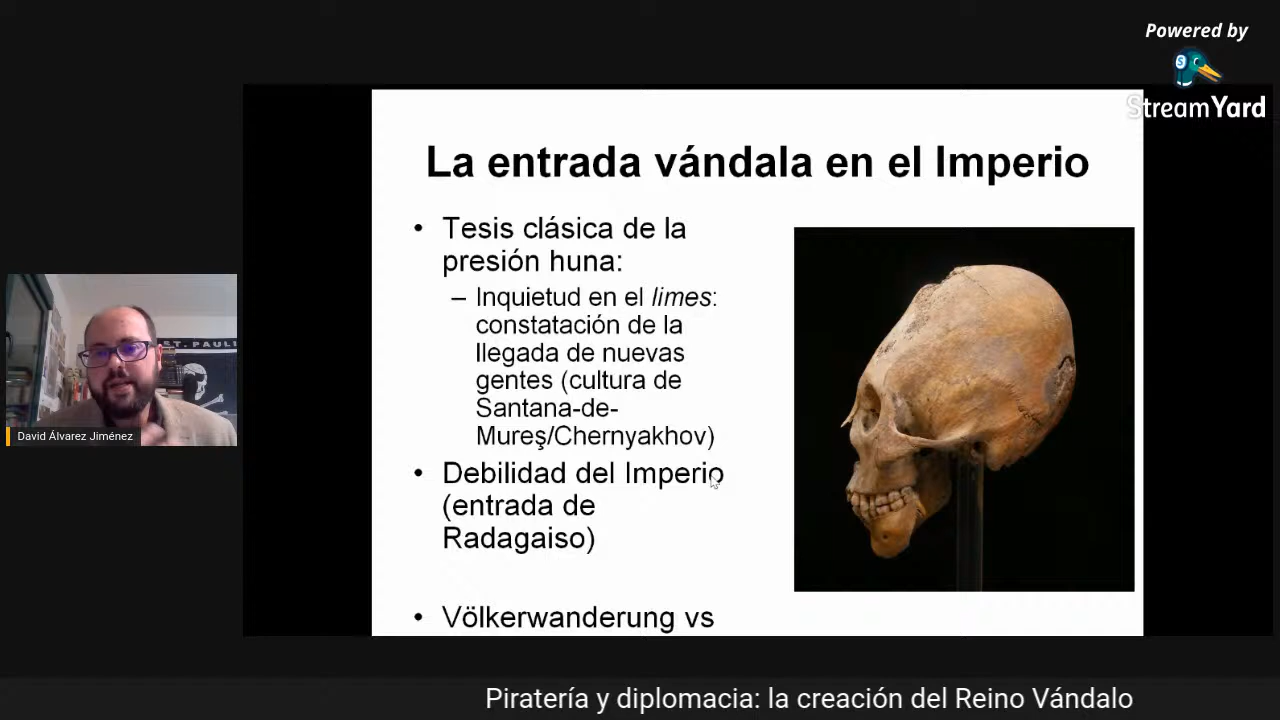 Powered by
StreamYard
La entrada vándala en el Imperio
• Tesis clásica de la
presión huna:
– Inquietud en el limes:
constatación de la
llegada de nuevas
gentes (cultura de
Santana-de-
Mureş/Chernyakhov)
• Debilidad del Imperio
(entrada de
Radagaiso)
• Völkerwanderung vs
ST. PAULI
David Álvarez Jiménez
Piratería y diplomacia: la creación del Reino Vándalo